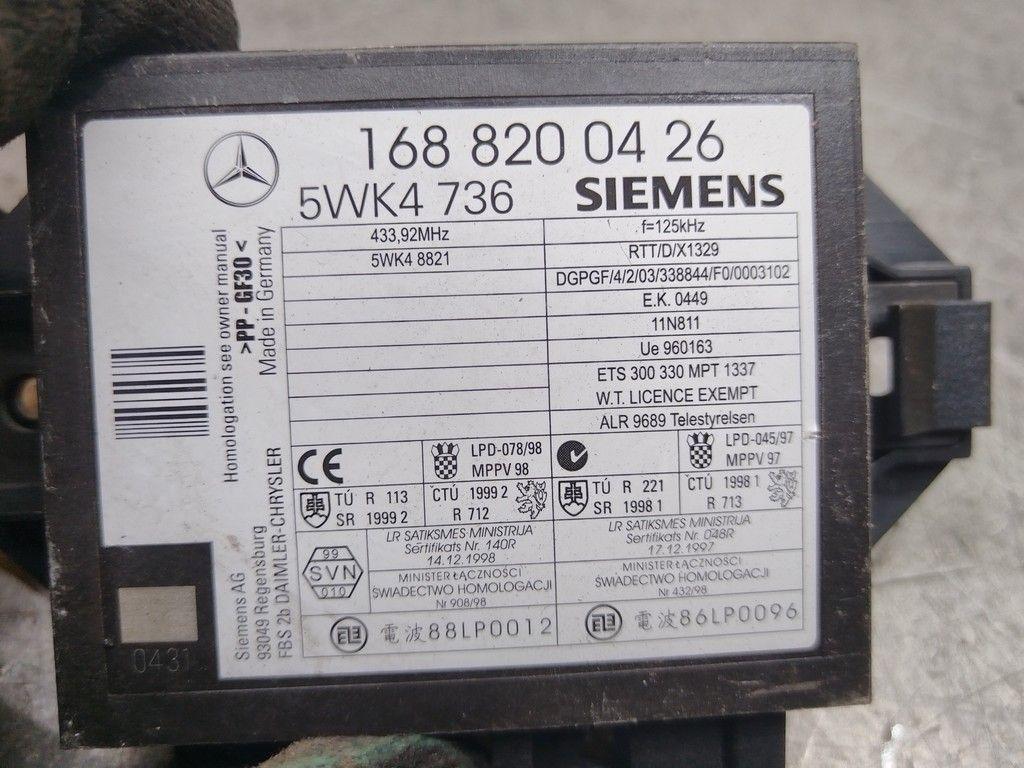 168 820 04 26
5WK4 736
SIEMENS
433,92MHz
5WK4 8821
f=125kHz
RTT/D/X1329
DGPGF/4/2/03/338844/F0/0003102
E.K. 0449
11N811
Ue 960163
ETS 300 330 MPT 1337
W.T. LICENCE EXEMPT
ALR 9689 Telestyrelsen
CE
LPD-078/98
MPPV 98
LPD-045/97
MPPV 97
TÚ R 113
SR 1999 2
ČTÚ 1999 2
R 712
TÚ R 221
SR 1998 1
ČTÚ 1998 1
R 713
LR SATIKSMES MINISTRIJA
Sertifikats Nr. 140R
14.12.1998
LR SATIKSMES MINISTRIJA
Sertifikats Nr. 048R
17.12.1997
99
SVN
010
MINISTER ŁĄCZNOŚCI
ŚWIADECTWO HOMOLOGACJI
Nr 908/98
MINISTER ŁĄCZNOŚCI
ŚWIADECTWO HOMOLOGACJI
Nr 432/98
電波88LP0012
電波86LP0096
Homologation see owner manual
>PP - GF30<
Made in Germany
Siemens AG
93049 Regensburg
FBS 2b DAIMLER-CHRYSLER
0431